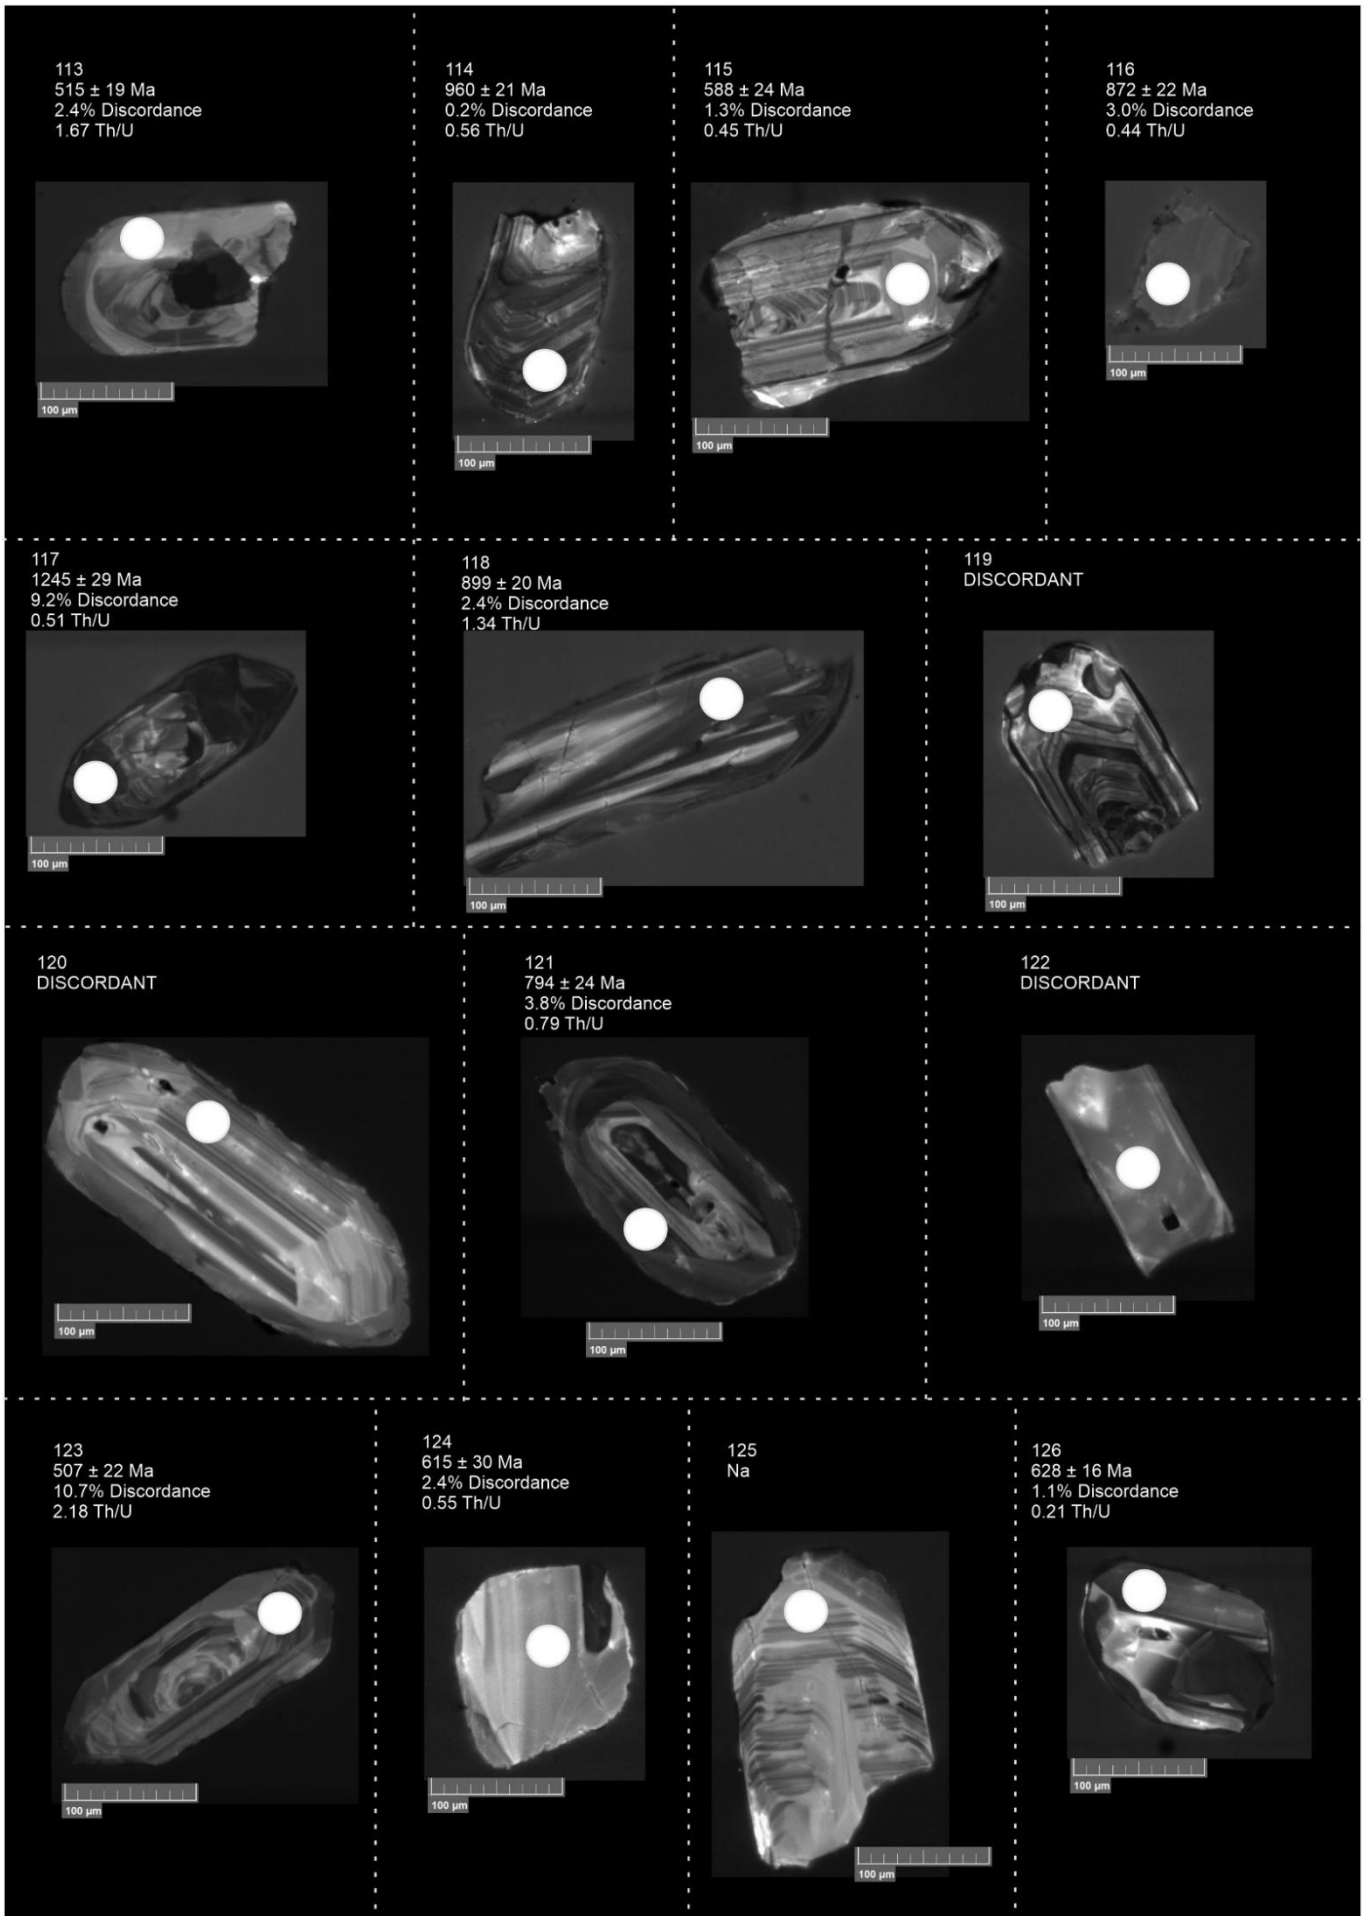 113
515 ± 19 Ma
2.4% Discordance
1.67 Th/U
100 µm
114
960 ± 21 Ma
0.2% Discordance
0.56 Th/U
100 µm
115
588 ± 24 Ma
1.3% Discordance
0.45 Th/U
100 µm
116
872 ± 22 Ma
3.0% Discordance
0.44 Th/U
100 µm
117
1245 ± 29 Ma
9.2% Discordance
0.51 Th/U
100 µm
118
899 ± 20 Ma
2.4% Discordance
1.34 Th/U
100 µm
119
DISCORDANT
100 µm
120
DISCORDANT
100 µm
121
794 ± 24 Ma
3.8% Discordance
0.79 Th/U
100 µm
122
DISCORDANT
100 µm
123
507 ± 22 Ma
10.7% Discordance
2.18 Th/U
100 µm
124
615 ± 30 Ma
2.4% Discordance
0.55 Th/U
100 µm
125
Na
100 µm
126
628 ± 16 Ma
1.1% Discordance
0.21 Th/U
100 µm